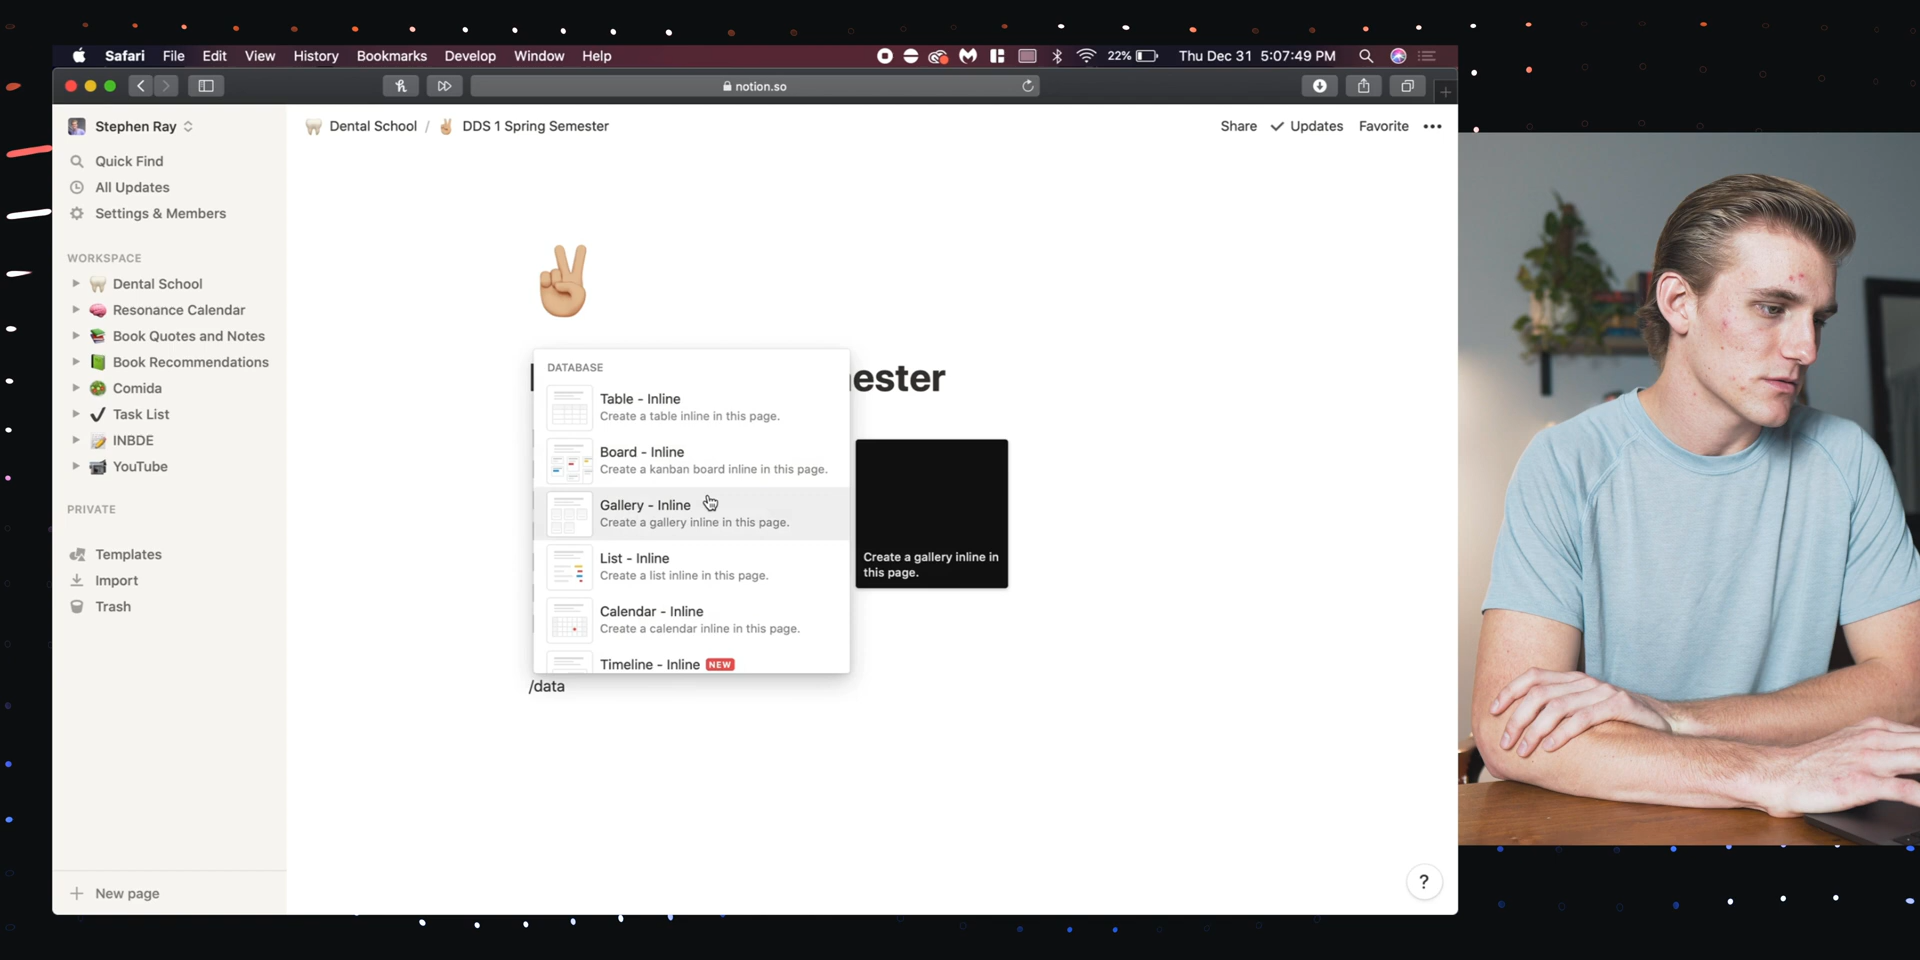 Safari File Edit View History Bookmarks Develop Window Help 22% Thu Dec 31 5:07:49 PM
notion.so
Stephen Ray
Quick Find
All Updates
Settings & Members
WORKSPACE
Dental School
Resonance Calendar
Book Quotes and Notes
Book Recommendations
Comida
Task List
INBDE
YouTube
PRIVATE
Templates
Import
Trash
New page
Dental School / DDS 1 Spring Semester
Share Updates Favorite
ester
DATABASE
Table - Inline
Create a table inline in this page.
Board - Inline
Create a kanban board inline in this page.
Gallery - Inline
Create a gallery inline in this page.
List - Inline
Create a list inline in this page.
Calendar - Inline
Create a calendar inline in this page.
Timeline - Inline NEW
Create a gallery inline in
this page.
/data
?